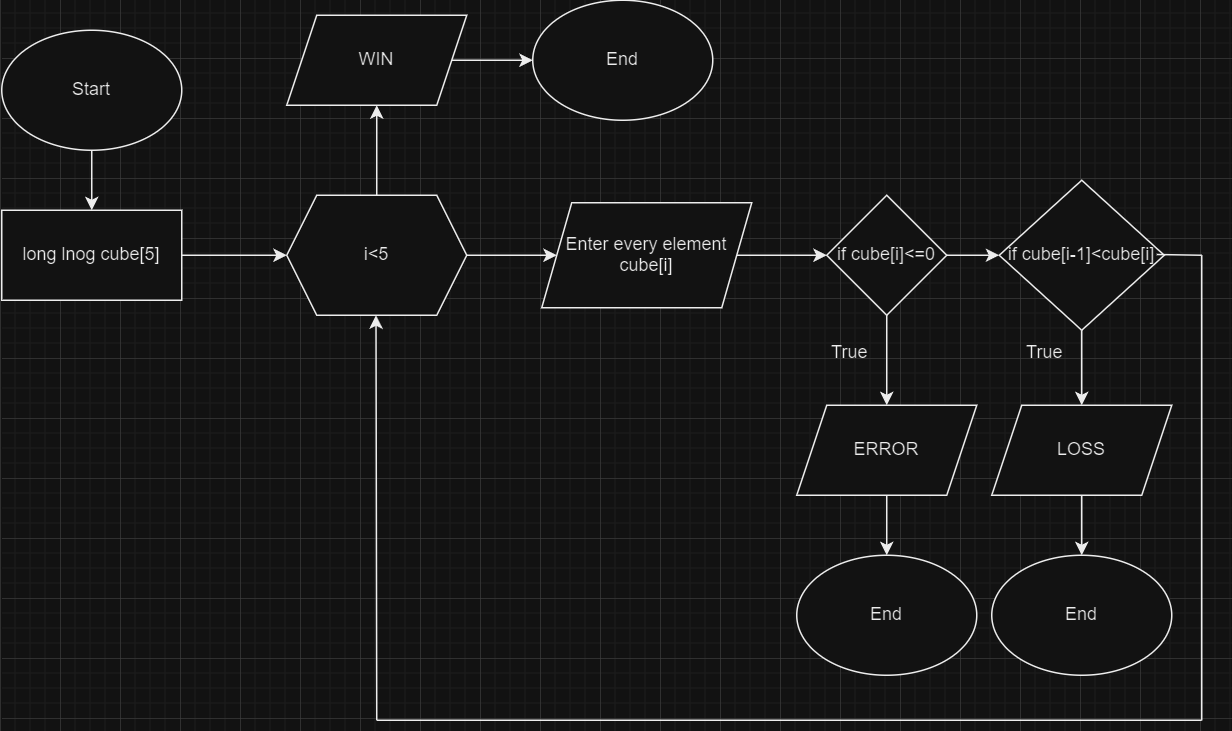 Start
WIN
End
long lnog cube[5]
i<5
Enter every element
cube[i]
if cube[i]<=0
if cube[i-1]<cube[i]
True
True
ERROR
LOSS
End
End